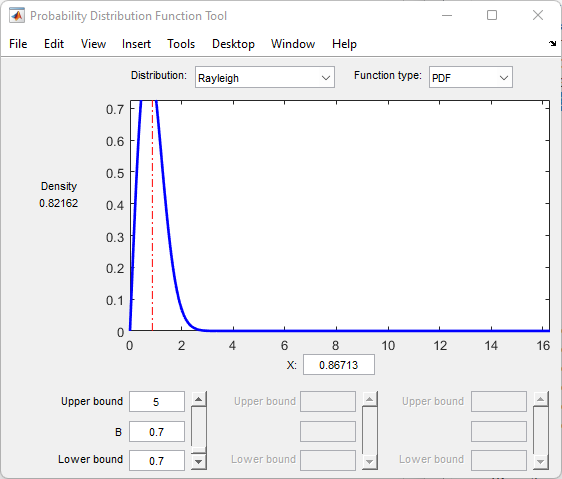 Probability Distribution Function Tool
File Edit View Insert Tools Desktop Window Help
Distribution: Rayleigh Function type: PDF
0.7
0.6
0.5
0.4
0.3
0.2
0.1
0
Density
0.82162
0 2 4 6 8 10 12 14 16
X: 0.86713
Upper bound 5 Upper bound Upper bound
B 0.7
Lower bound 0.7 Lower bound Lower bound